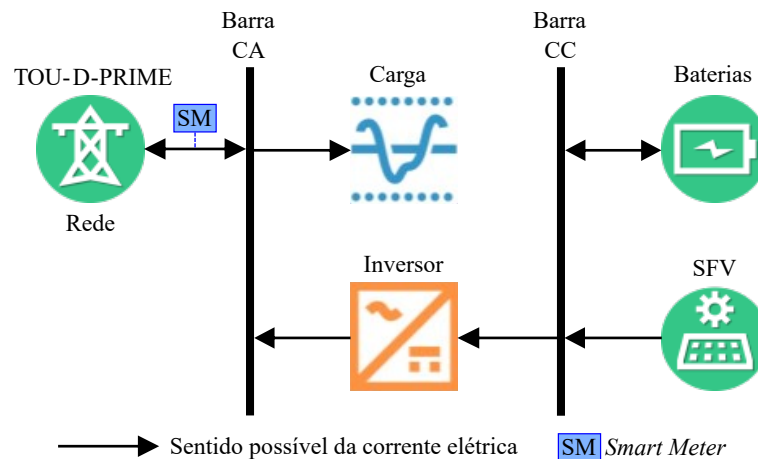 Barra
CA
Barra
CC
TOU-D-PRIME
Carga
Baterias
SM
Rede
Inversor
SFV
Sentido possível da corrente elétrica
SM Smart Meter